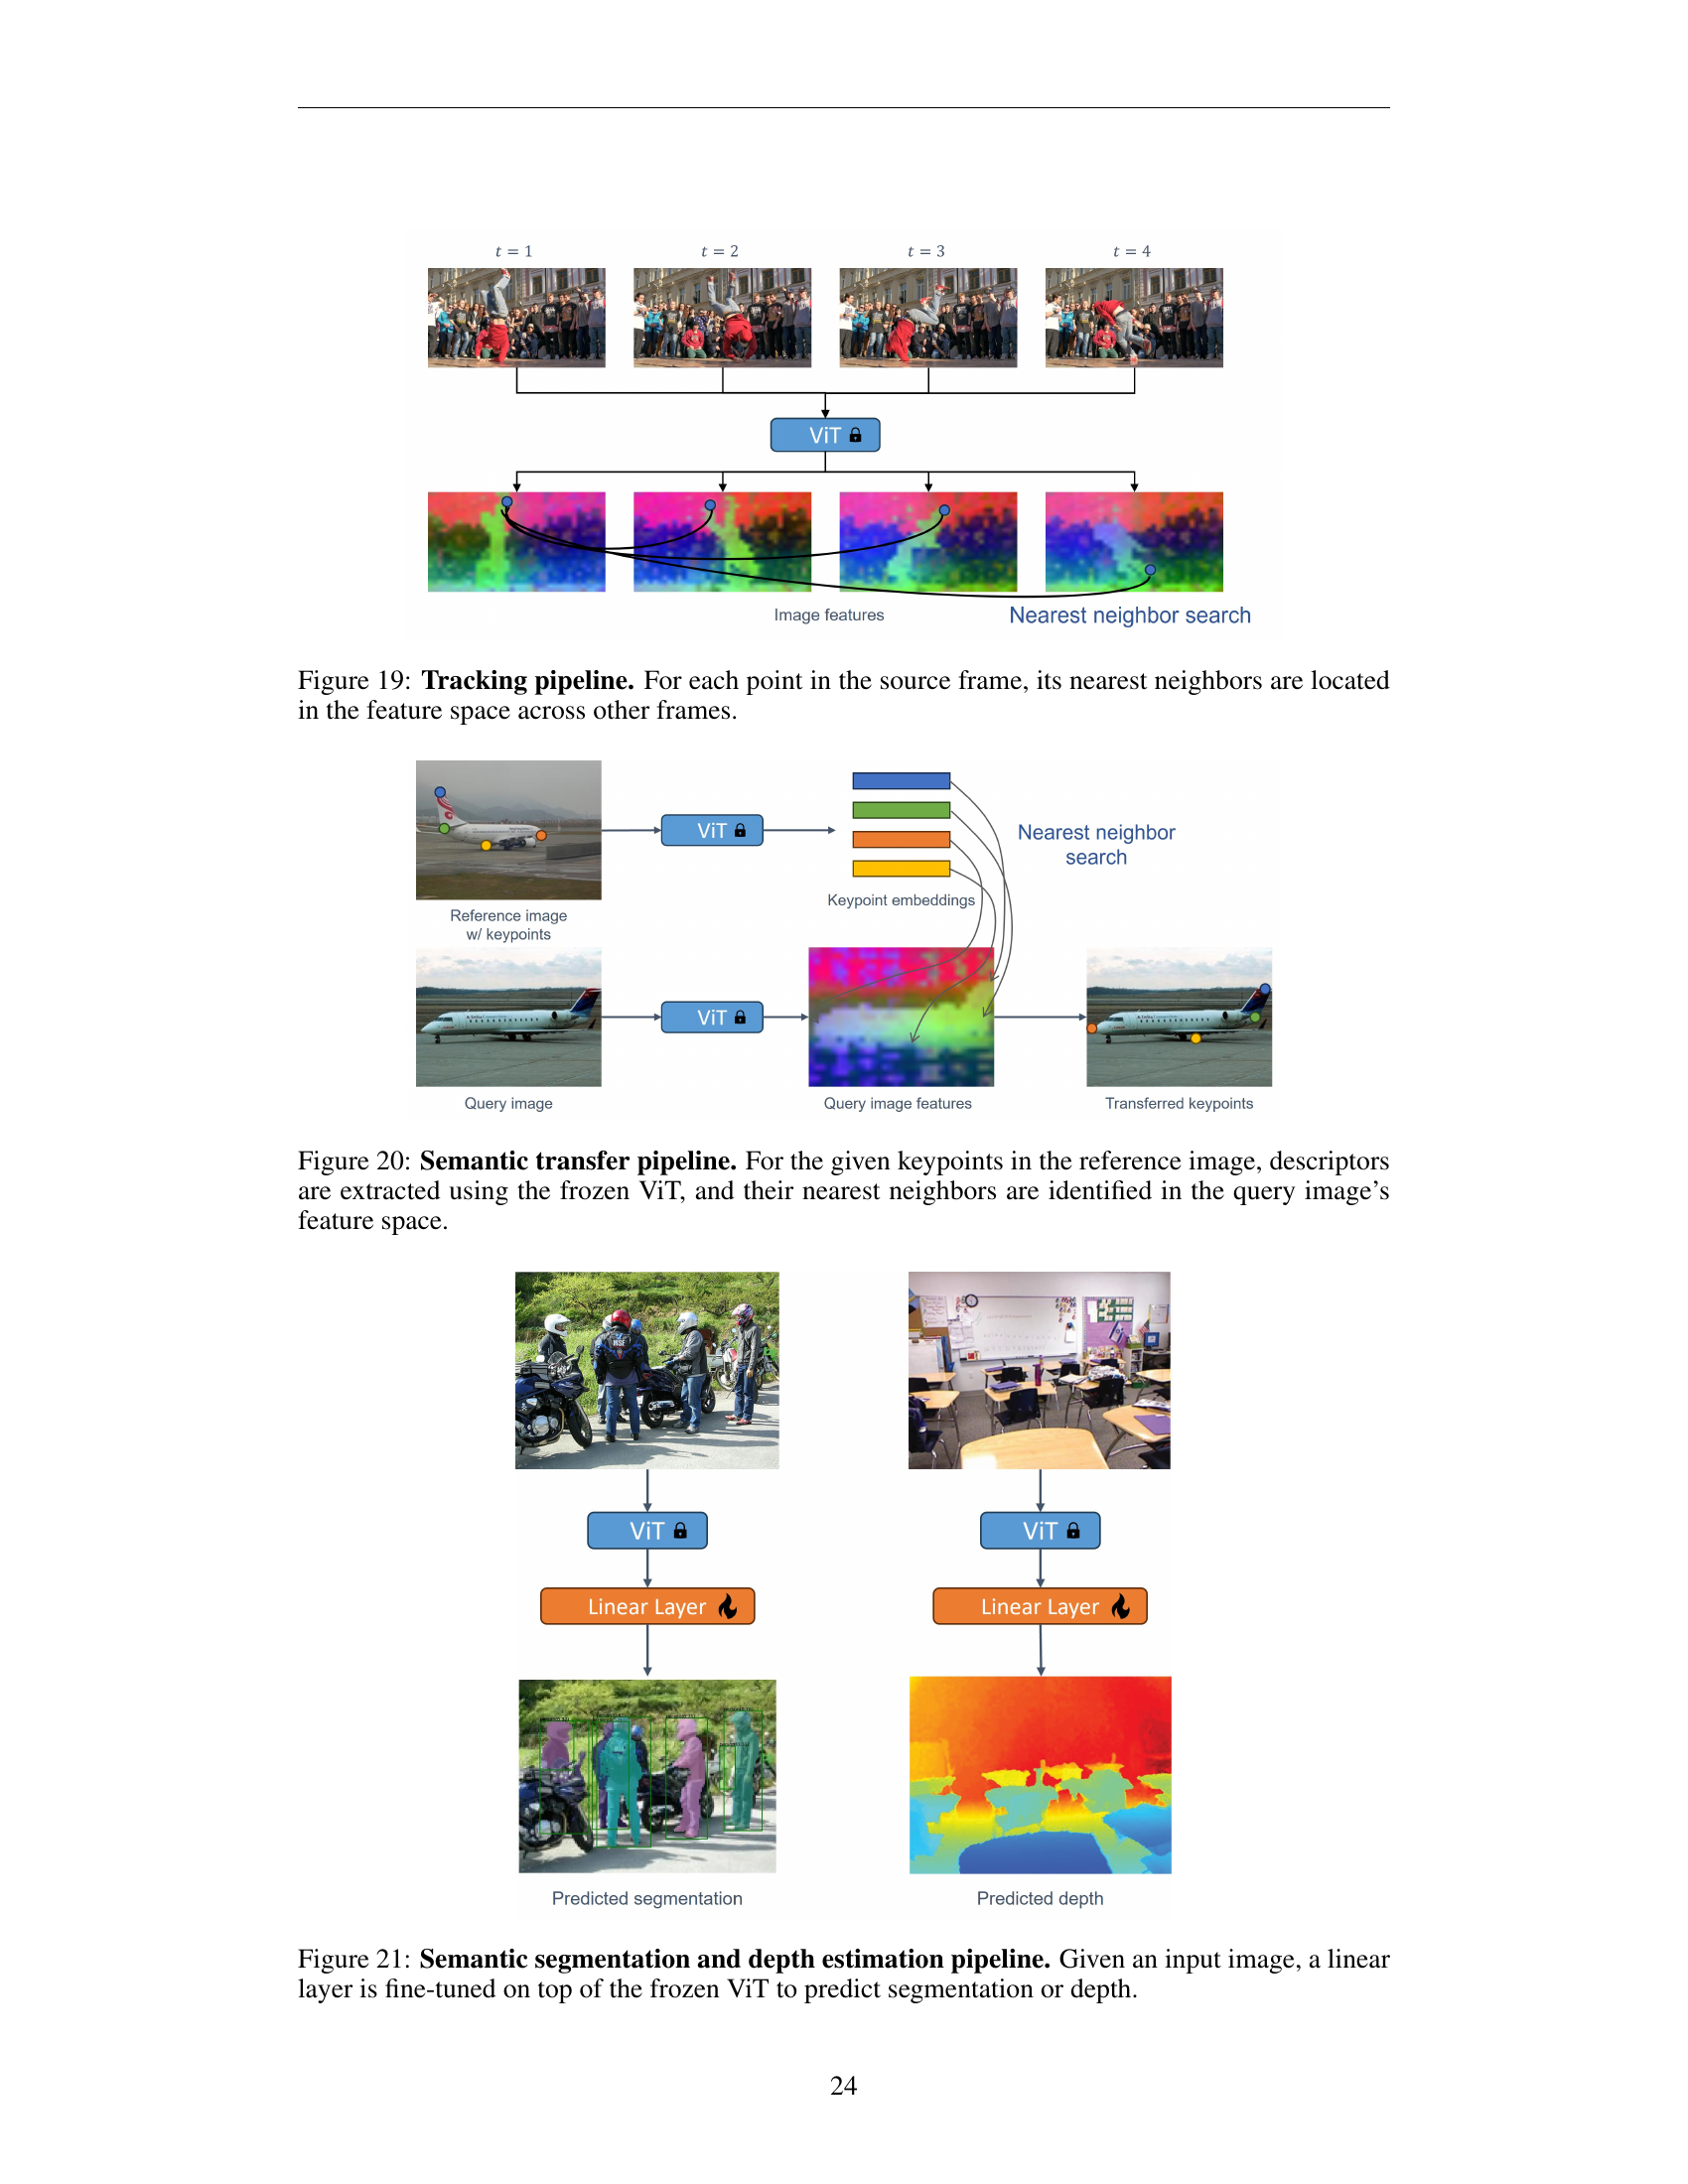 t = 1
t = 2
t = 3
t = 4
ViT
Image features
Nearest neighbor search
Figure 19: Tracking pipeline. For each point in the source frame, its nearest neighbors are located
in the feature space across other frames.
ViT
Nearest neighbor
search
Keypoint embeddings
Reference image
w/ keypoints
ViT
Query image
Query image features
Transferred keypoints
Figure 20: Semantic transfer pipeline. For the given keypoints in the reference image, descriptors
are extracted using the frozen ViT, and their nearest neighbors are identified in the query image's
feature space.
ViT
ViT
Linear Layer
Linear Layer
Predicted segmentation
Predicted depth
Figure 21: Semantic segmentation and depth estimation pipeline. Given an input image, a linear
layer is fine-tuned on top of the frozen ViT to predict segmentation or depth.
24